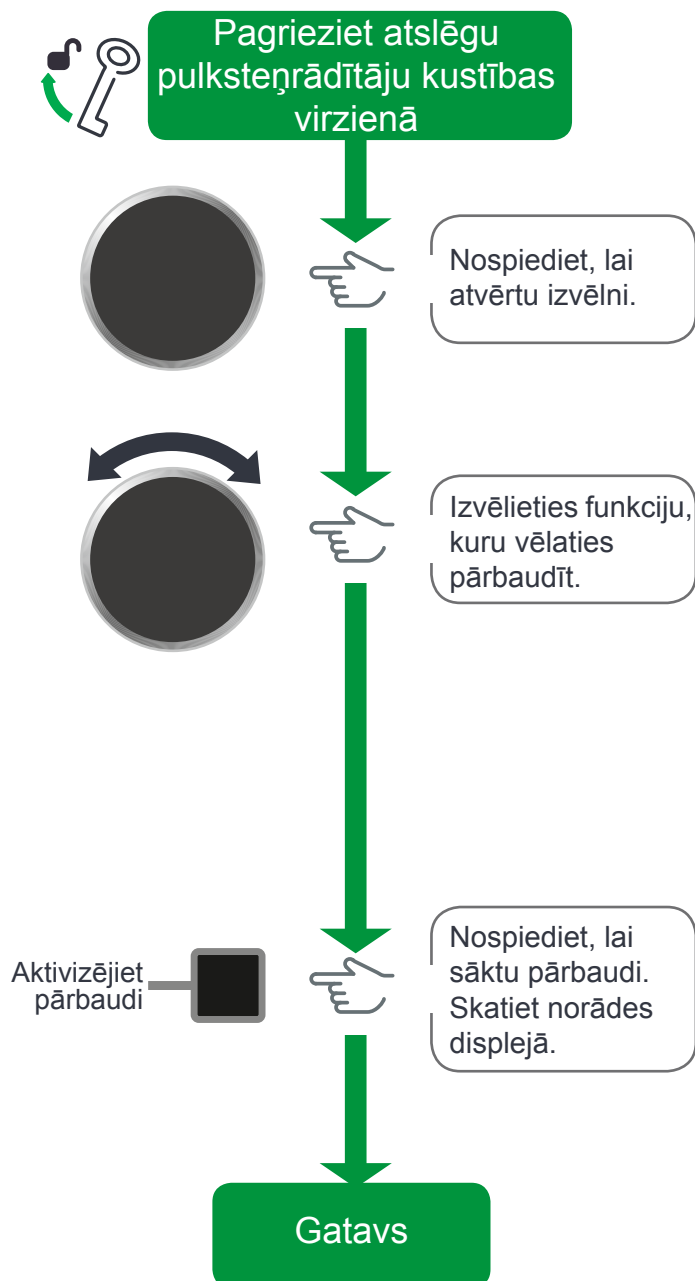 Pagrieziet atslēgu
pulksteņrādītāju kustības
virzienā
Nospiediet, lai
atvērtu izvēlni.
Izvēlieties funkciju,
kuru vēlaties
pārbaudīt.
Aktivizējiet
pārbaudi
Nospiediet, lai
sāktu pārbaudi.
Skatiet norādes
displejā.
Gatavs